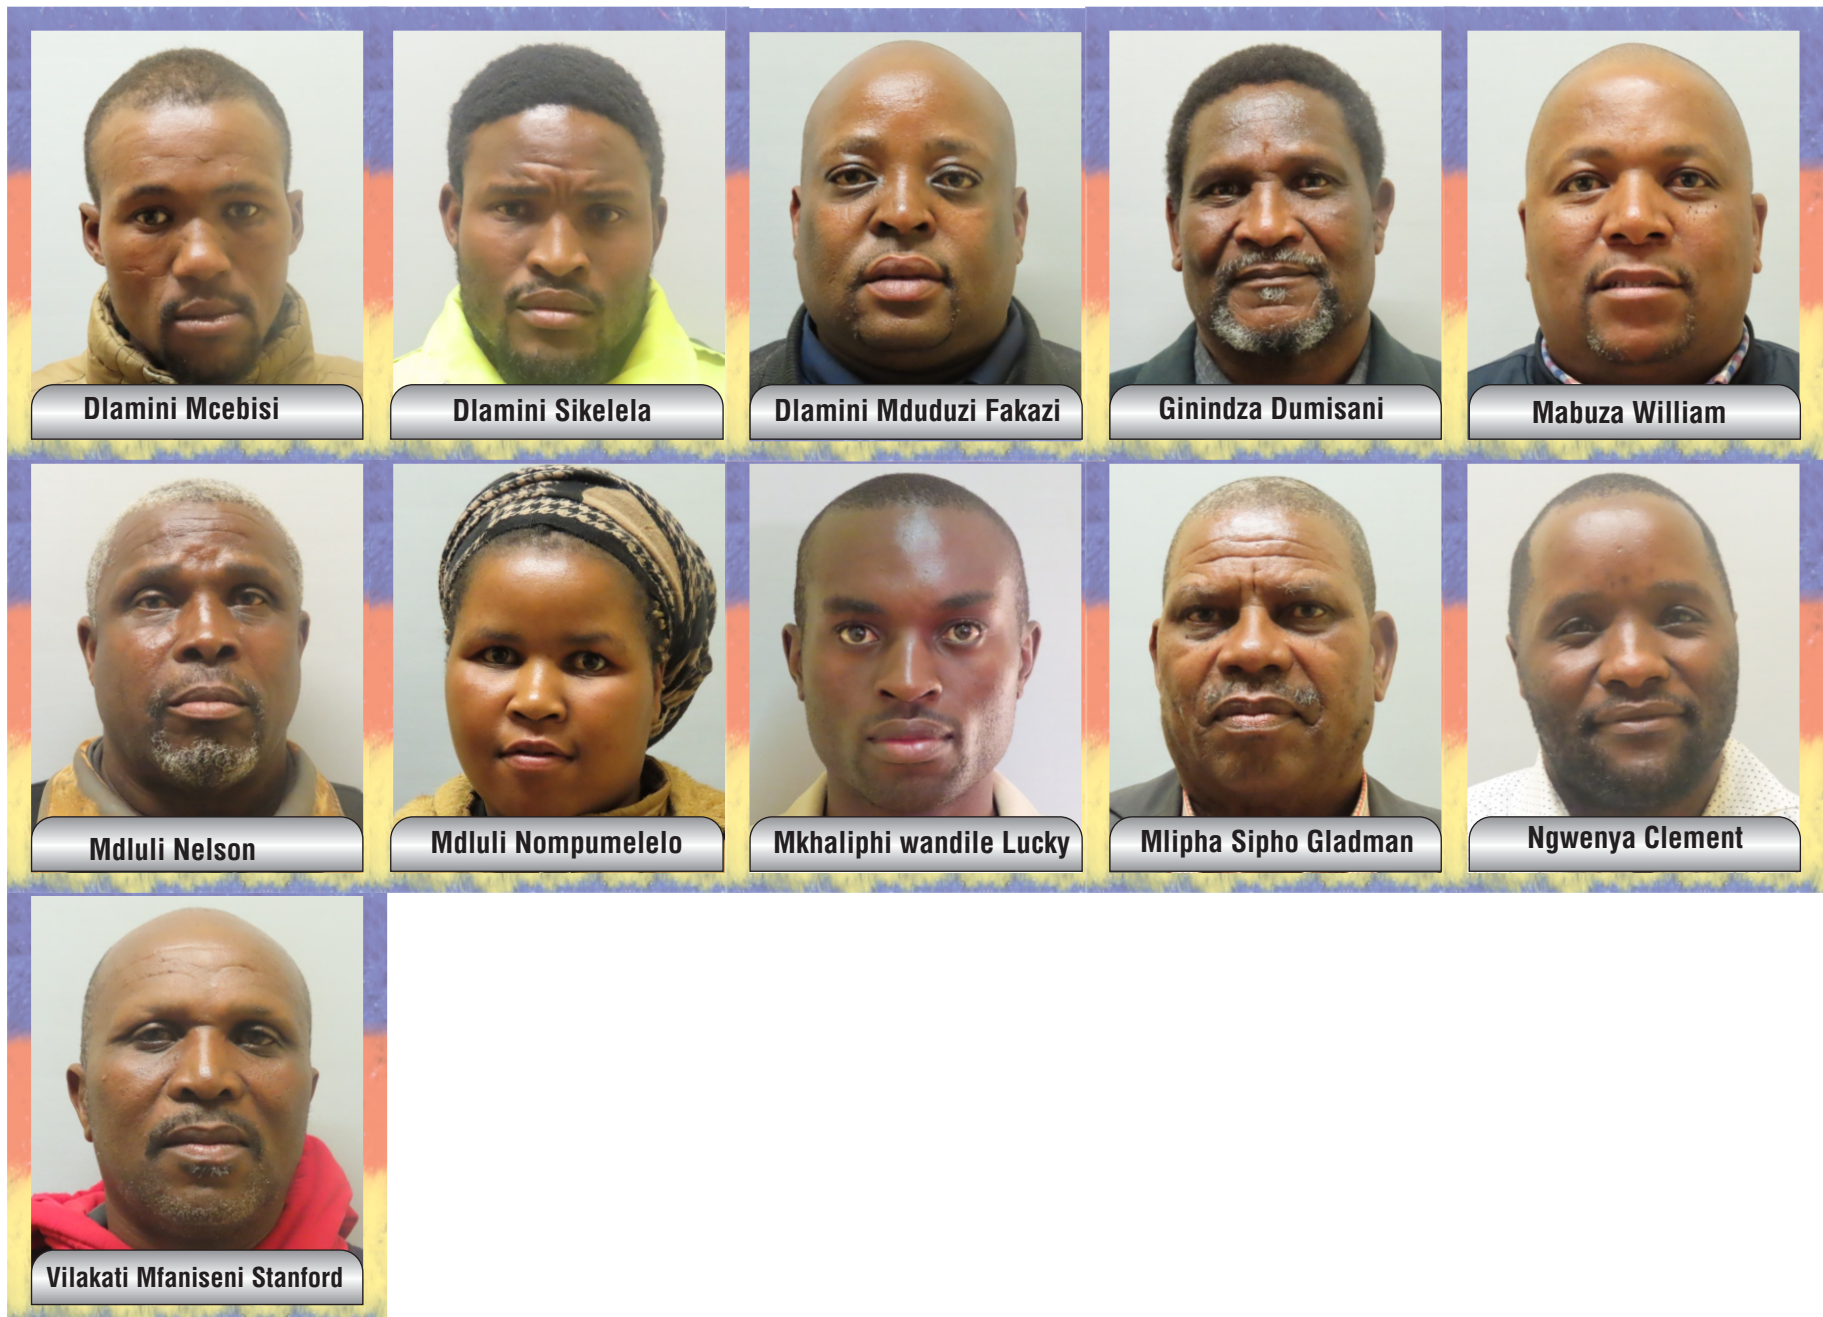 Dlamini Mcebisi
Dlamini Sikelela
Dlamini Mduduzi Fakazi
Ginindza Dumisani
Mabuza William
Mdluli Nelson
Mdluli Nompumelelo
Mkhaliphi wandile Lucky
Mlipha Sipho Gladman
Ngwenya Clement
Vilakati Mfaniseni Stanford